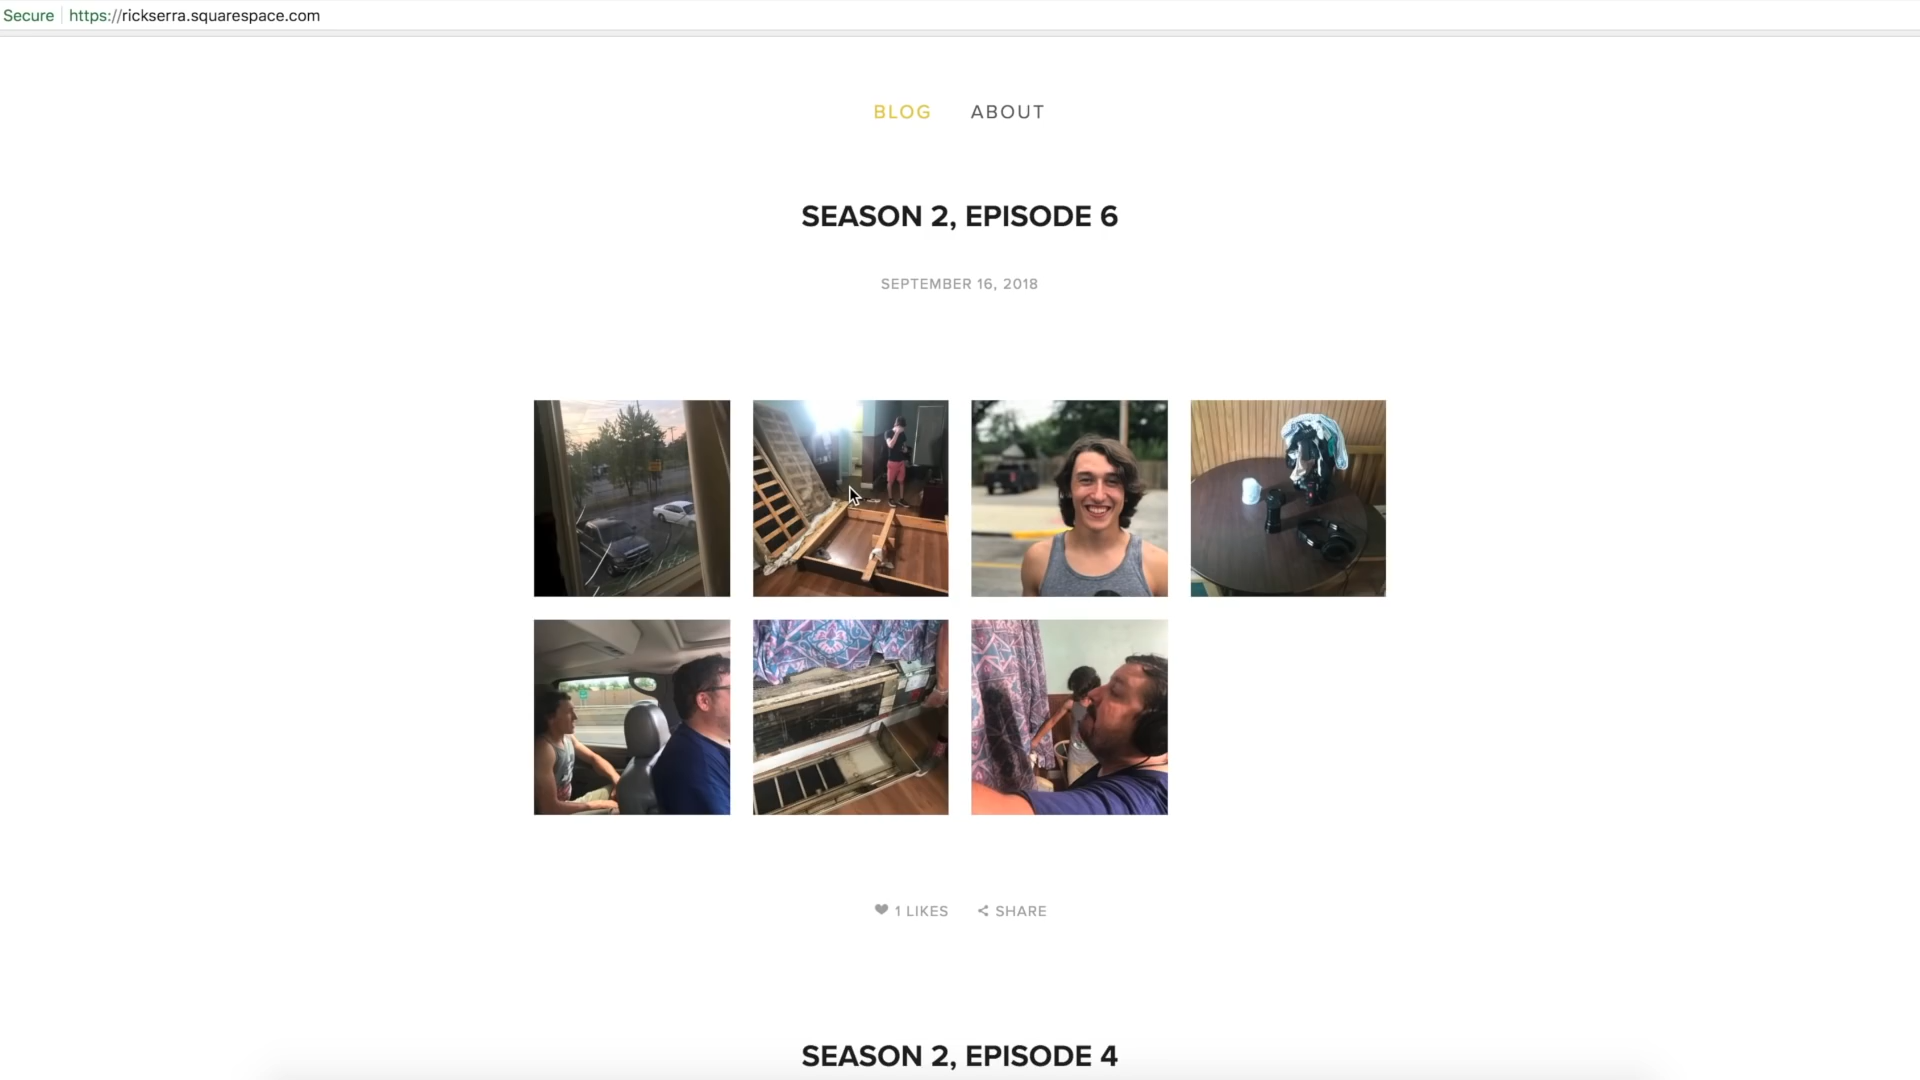 Secure https://rickserra.squarespace.com
BLOG ABOUT
SEASON 2, EPISODE 6
SEPTEMBER 16, 2018
1 LIKES SHARE
SEASON 2, EPISODE 4